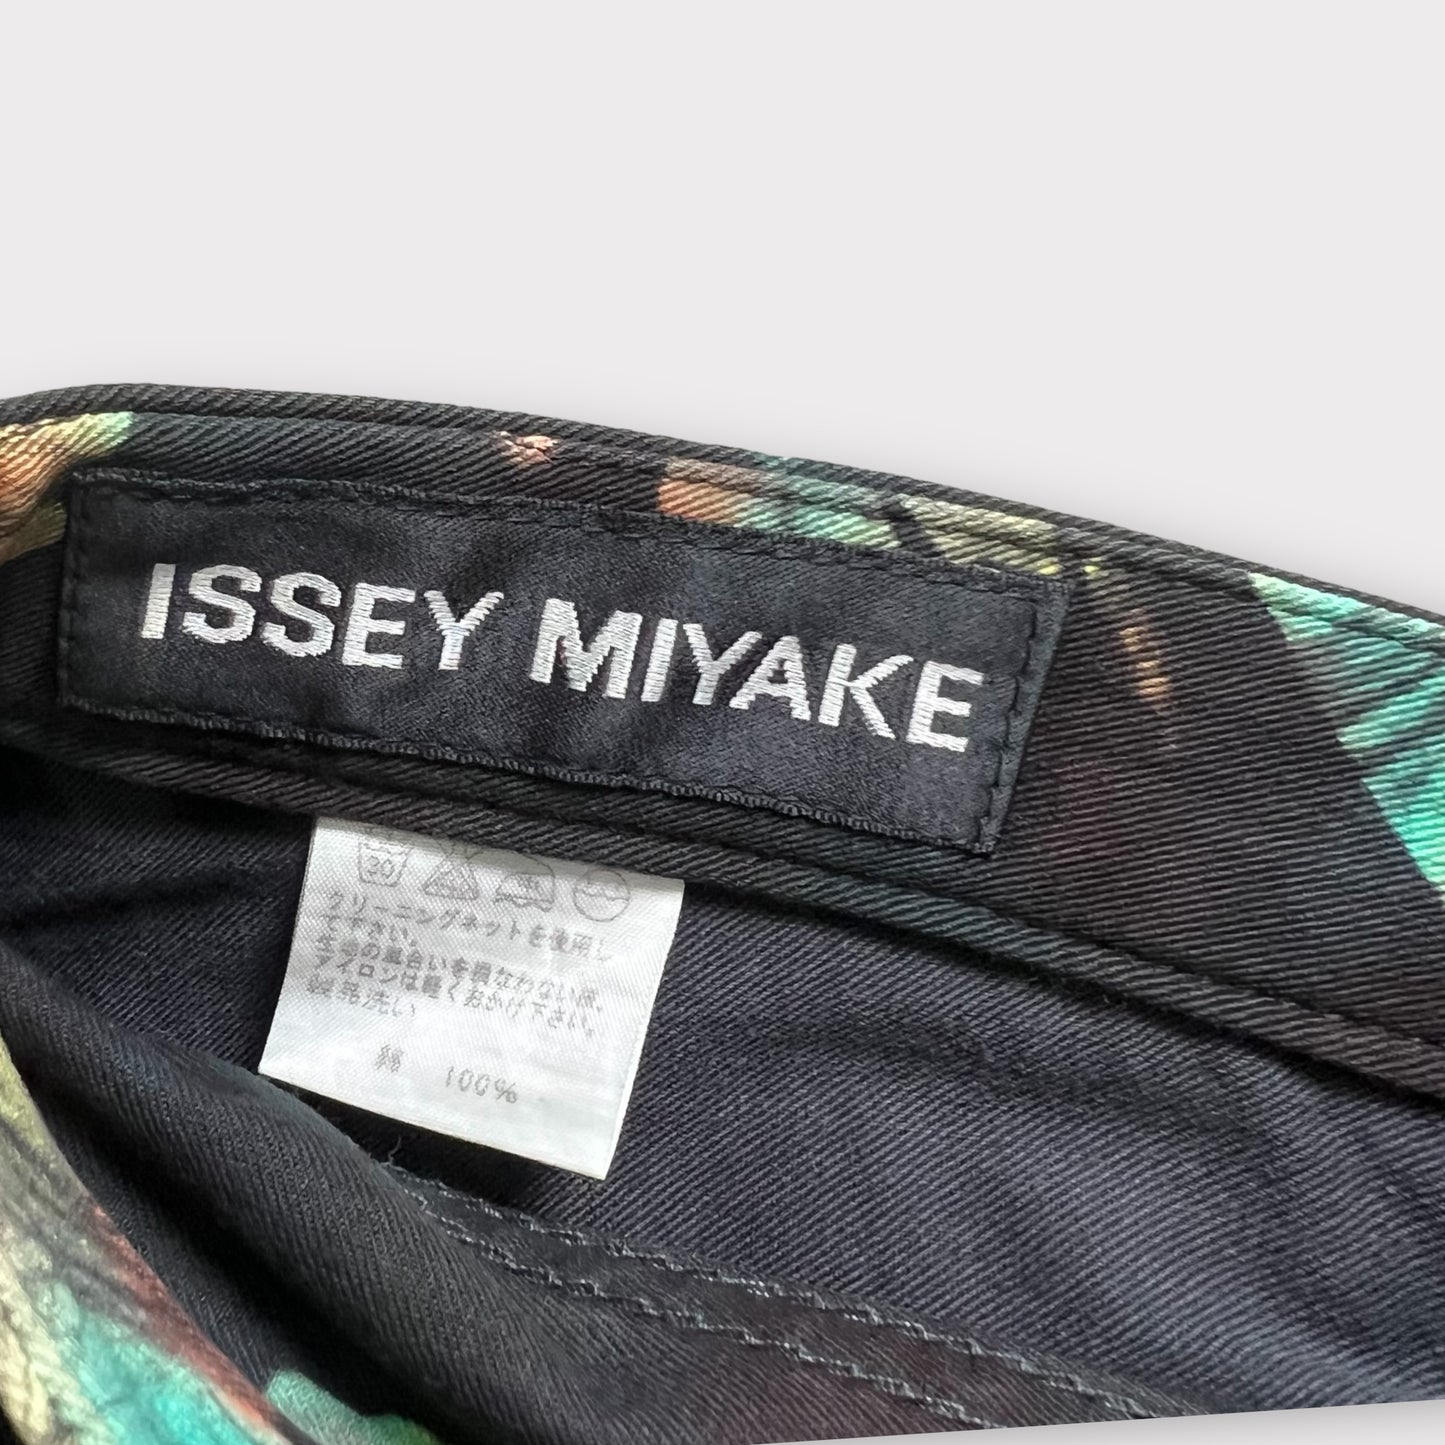 ISSEY MIYAKE
30
クリーニングネットを使用し
て下さい。
生地の風合いを損なわない様、
アイロンは軽くおかけ下さい。
綿 100%